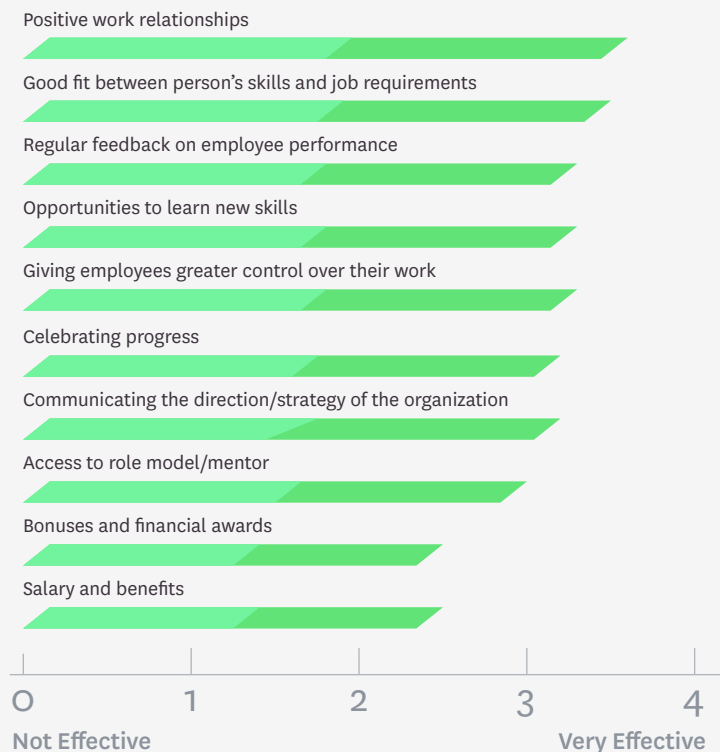 Positive work relationships
Good fit between person’s skills and job requirements
Regular feedback on employee performance
Opportunities to learn new skills
Giving employees greater control over their work
Celebrating progress
Communicating the direction/strategy of the organization
Access to role model/mentor
Bonuses and financial awards
Salary and benefits
0 1 2 3 4
Not Effective Very Effective